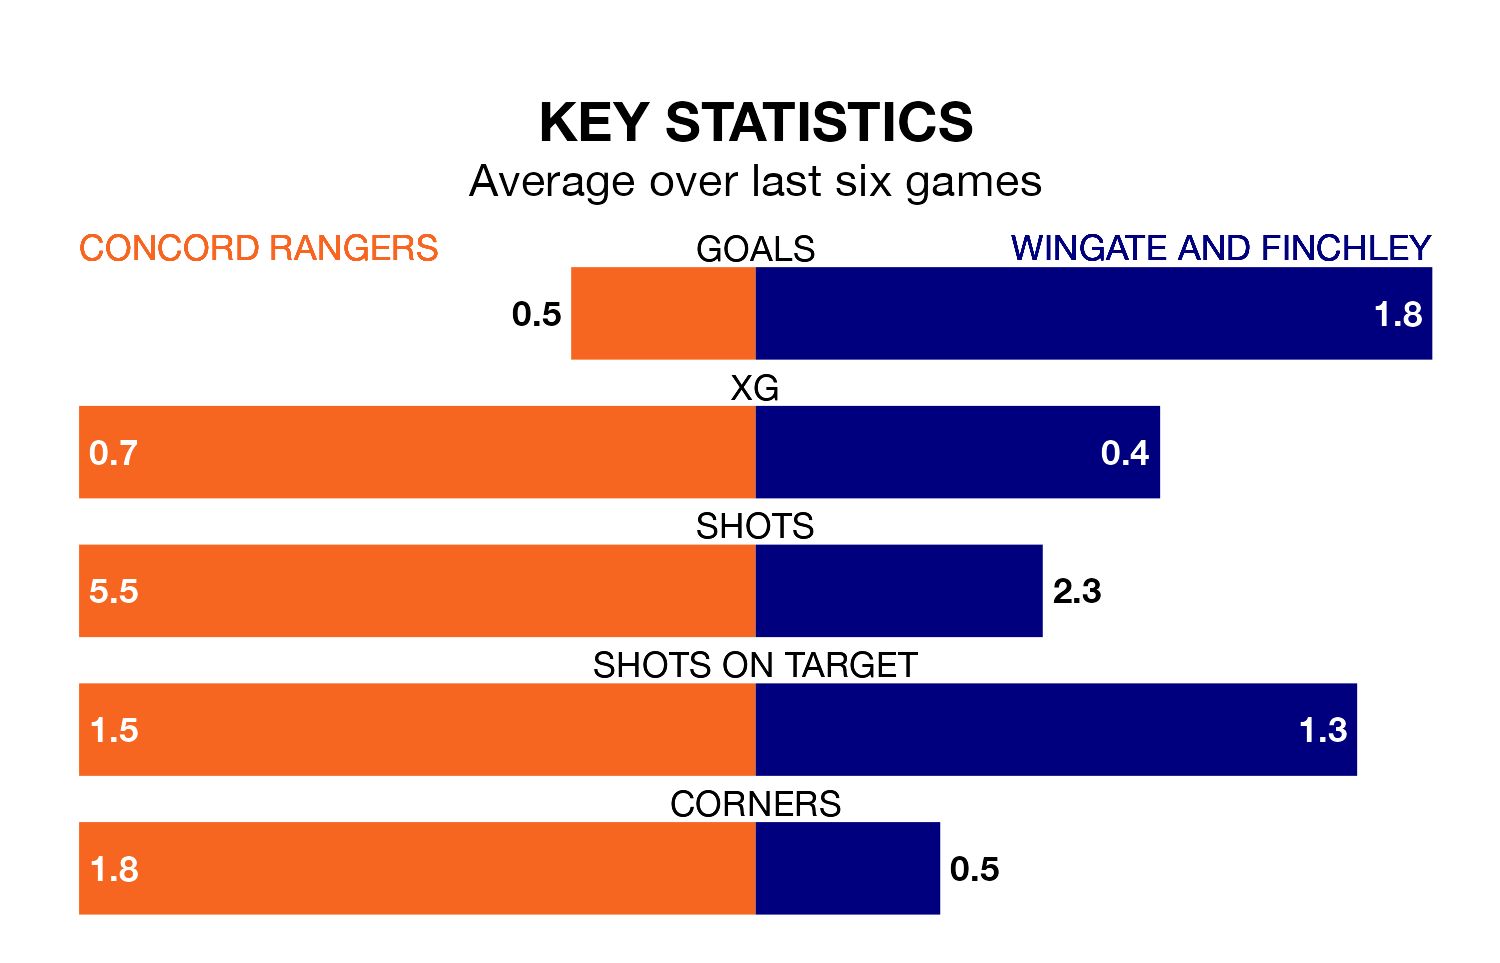 KEY STATISTICS
Average over last six games
CONCORD RANGERS GOALS WINGATE AND FINCHLEY
0.5 1.8
XG
0.7 0.4
SHOTS
5.5 2.3
SHOTS ON TARGET
1.5 1.3
CORNERS
1.8 0.5